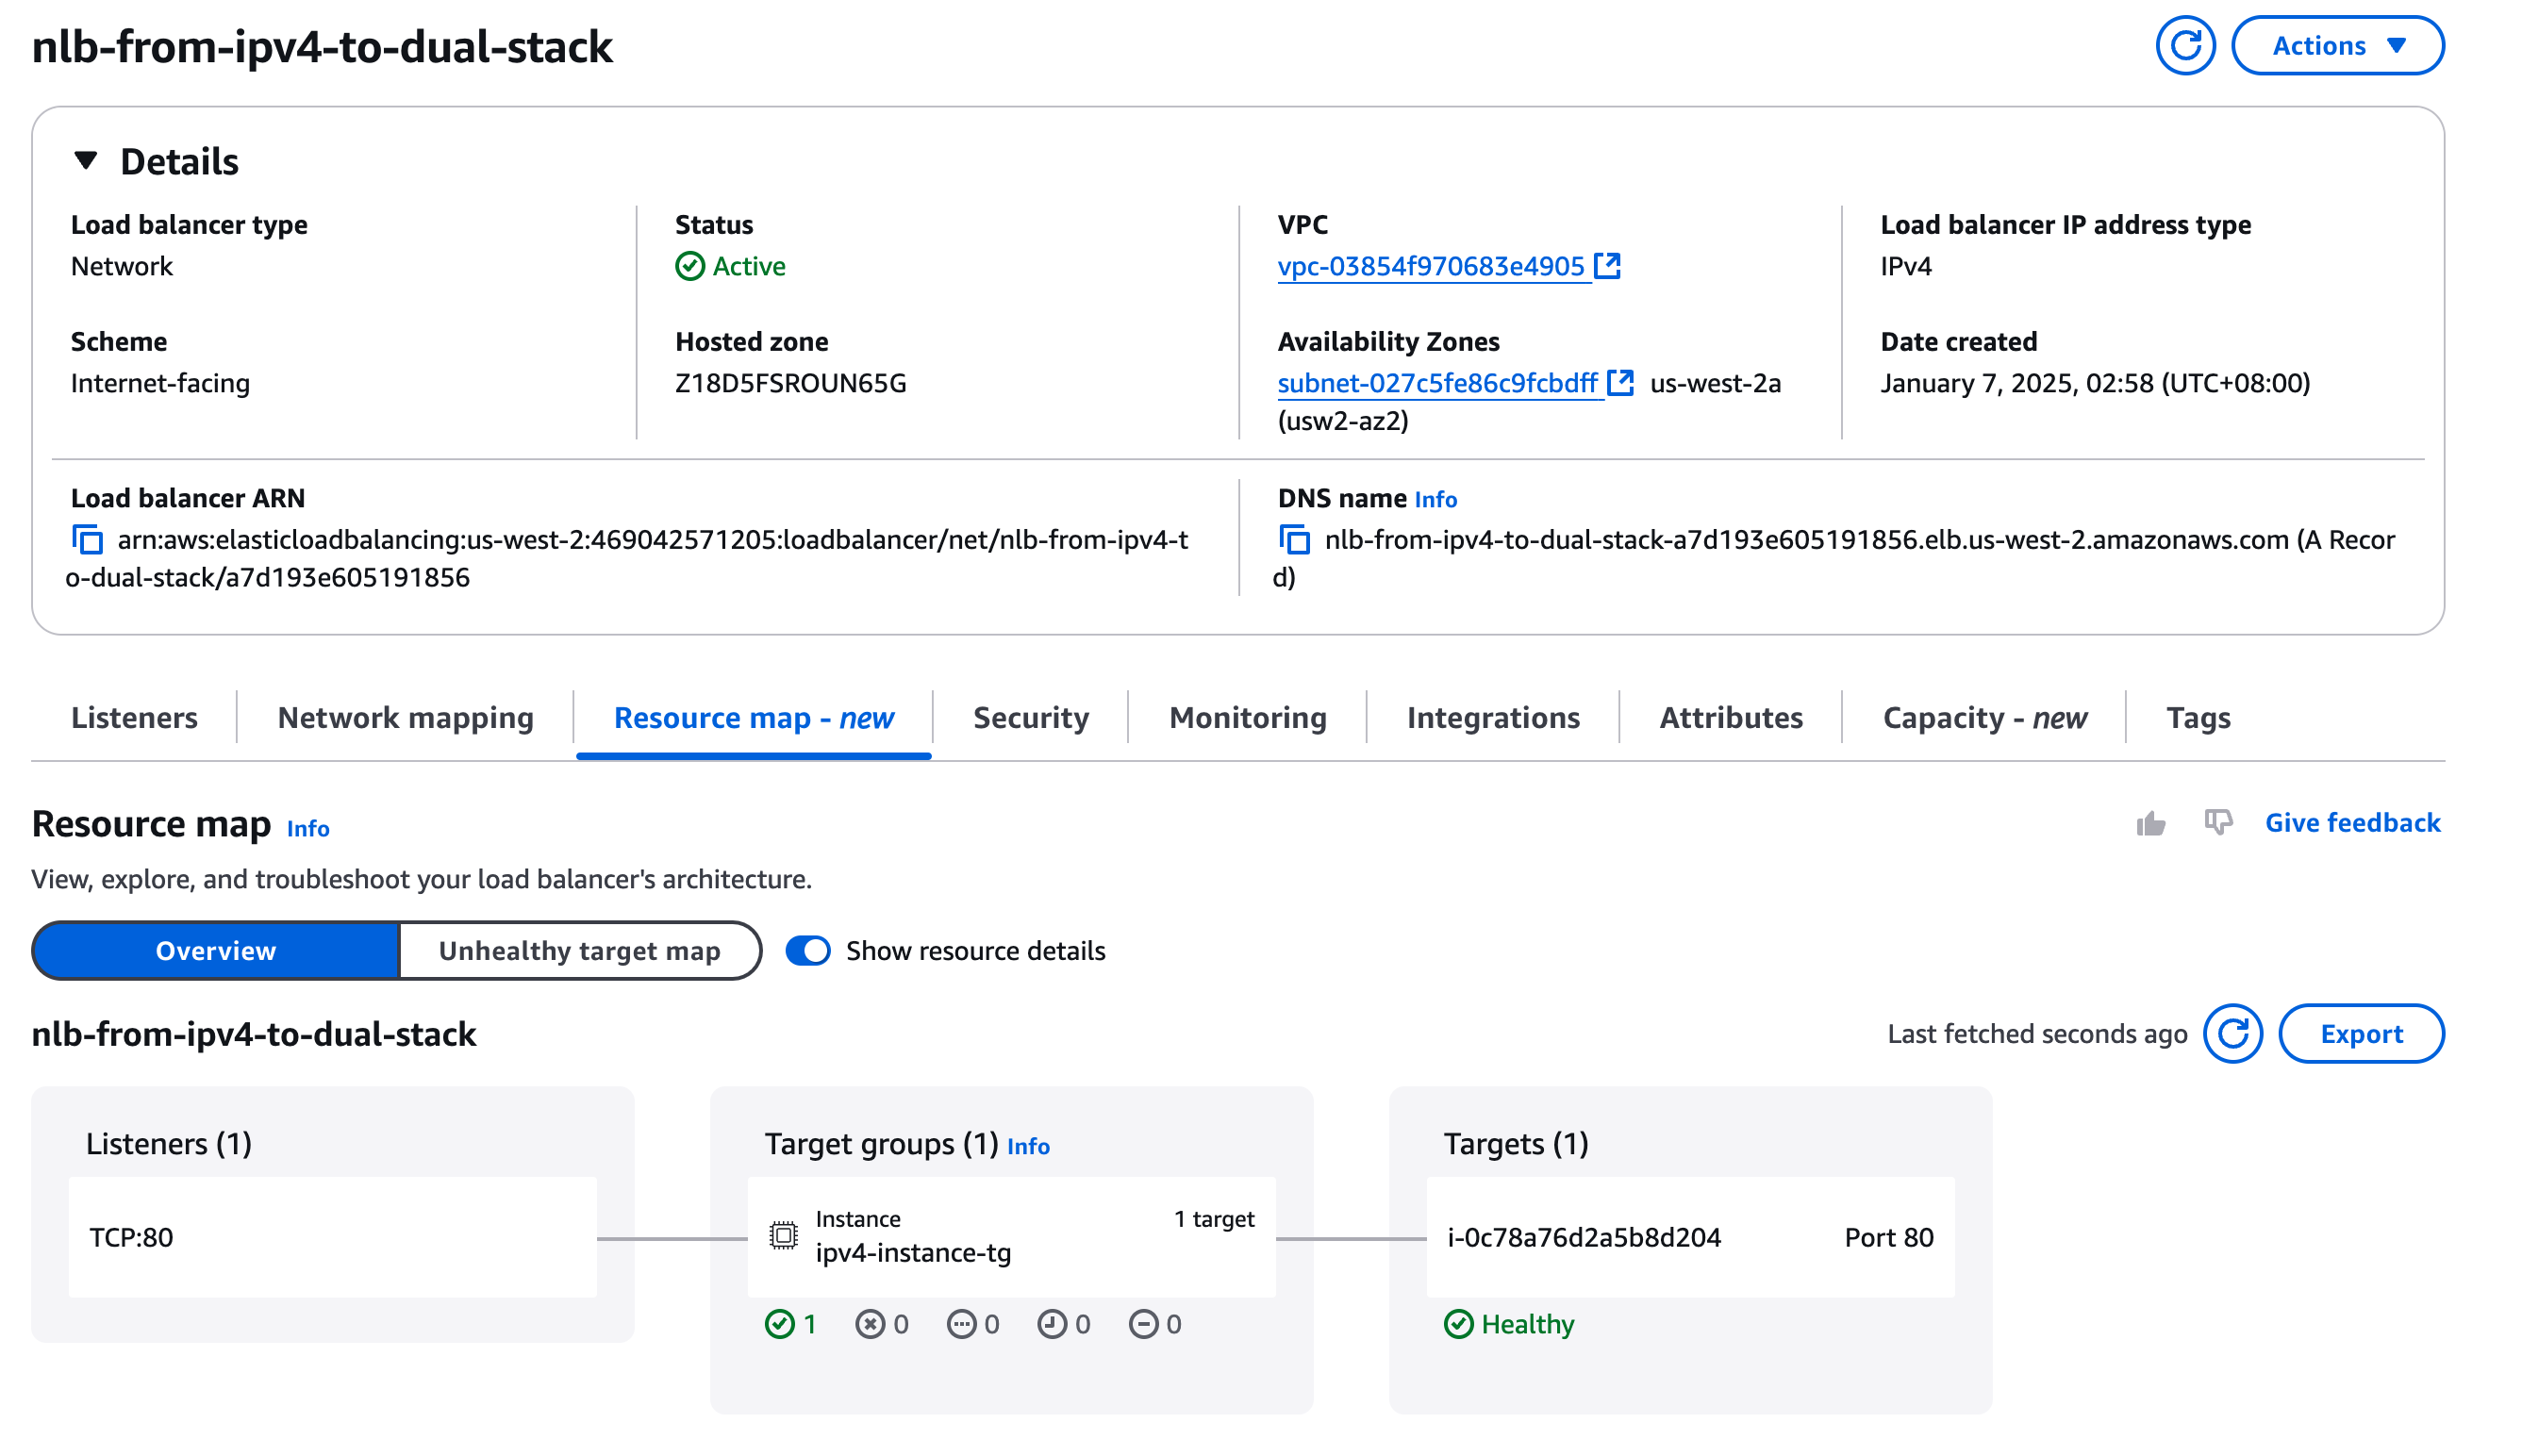 nlb-from-ipv4-to-dual-stack
Actions
Details
Load balancer type
Network
Status
Active
VPC
vpc-03854f970683e4905
Load balancer IP address type
IPv4
Scheme
Internet-facing
Hosted zone
Z18D5FSROUN65G
Availability Zones
subnet-027c5fe86c9fcbdff us-west-2a
(usw2-az2)
Date created
January 7, 2025, 02:58 (UTC+08:00)
Load balancer ARN
arn:aws:elasticloadbalancing:us-west-2:469042571205:loadbalancer/net/nlb-from-ipv4-t
o-dual-stack/a7d193e605191856
DNS name Info
nlb-from-ipv4-to-dual-stack-a7d193e605191856.elb.us-west-2.amazonaws.com (A Recor
d)
Listeners Network mapping Resource map - new Security Monitoring Integrations Attributes Capacity - new Tags
Resource map Info
Give feedback
View, explore, and troubleshoot your load balancer's architecture.
Overview Unhealthy target map Show resource details
nlb-from-ipv4-to-dual-stack
Last fetched seconds ago
Export
Listeners (1)
TCP:80
Target groups (1) Info
Instance 1 target
ipv4-instance-tg
1 0 0 0 0
Targets (1)
i-0c78a76d2a5b8d204 Port 80
Healthy